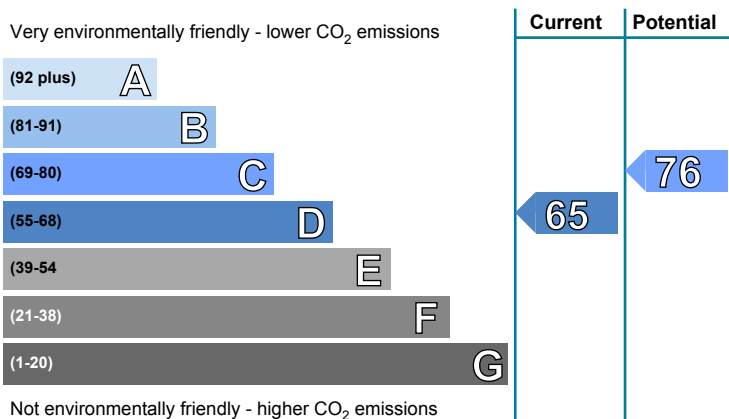 Current Potential
Very environmentally friendly - lower CO₂ emissions
(92 plus) A
(81-91) B
(69-80) C
76
(55-68) D
65
(39-54 E
(21-38) F
(1-20) G
Not environmentally friendly - higher CO₂ emissions